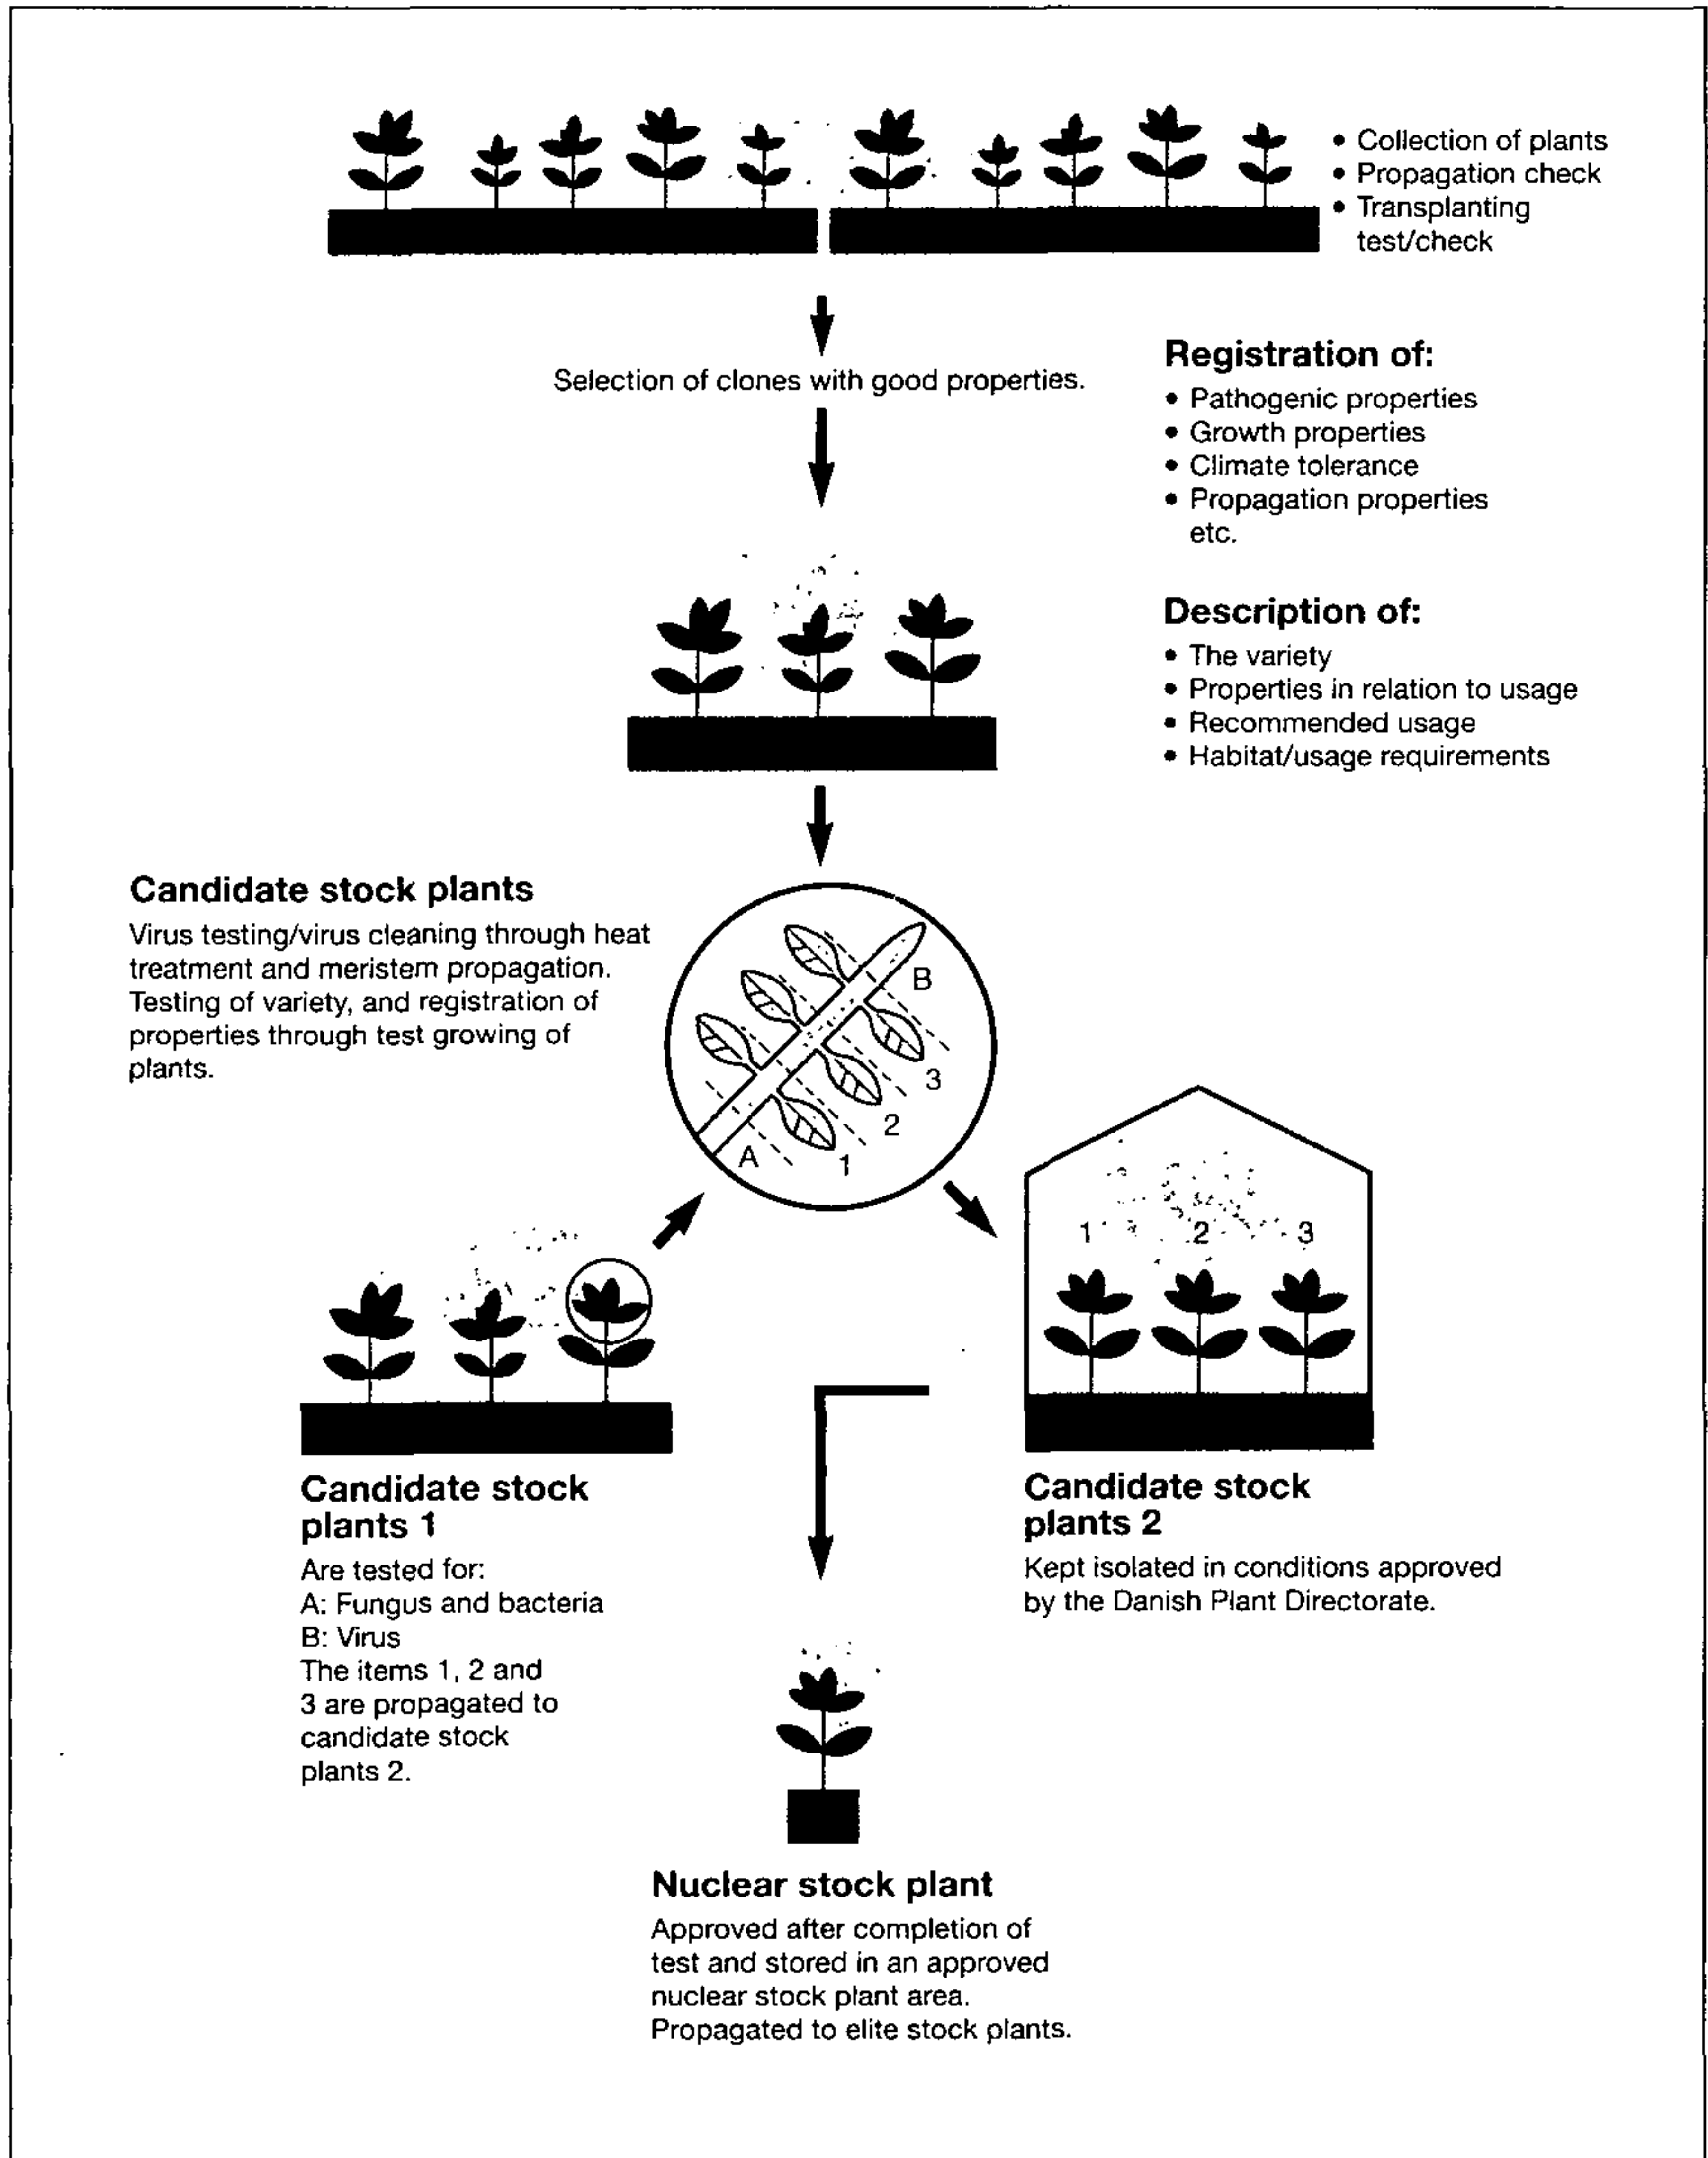 • Collection of plants
• Propagation check
• Transplanting
test/check
Selection of clones with good properties.
Registration of:
• Pathogenic properties
• Growth properties
• Climate tolerance
• Propagation properties
etc.
Description of:
• The variety
• Properties in relation to usage
• Recommended usage
• Habitat/usage requirements
Candidate stock plants
Virus testing/virus cleaning through heat
treatment and meristem propagation.
Testing of variety, and registration of
properties through test growing of
plants.
B
3
2
A
1
1
2
3
Candidate stock
plants 1
Are tested for:
A: Fungus and bacteria
B: Virus
The items 1, 2 and
3 are propagated to
candidate stock
plants 2.
Candidate stock
plants 2
Kept isolated in conditions approved
by the Danish Plant Directorate.
Nuclear stock plant
Approved after completion of
test and stored in an approved
nuclear stock plant area.
Propagated to elite stock plants.